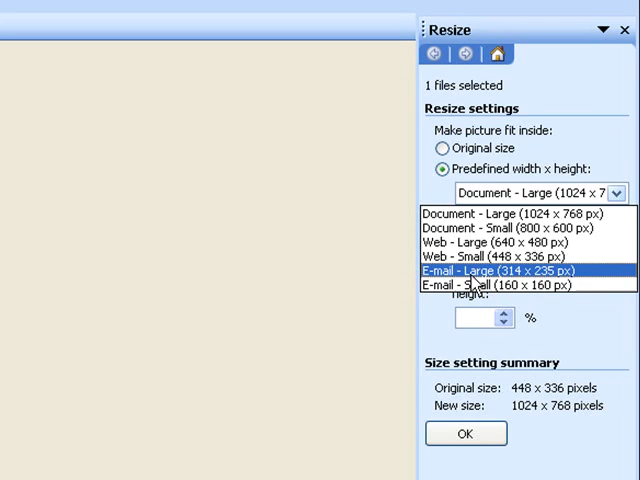 Resize
1 files selected
Resize settings
Make picture fit inside:
Original size
Predefined width x height:
Document - Large (1024 x 7
Document - Large (1024 x 768 px)
Document - Small (800 x 600 px)
Web - Large (640 x 480 px)
Web - Small (448 x 336 px)
E-mail - Large (314 x 235 px)
E-mail - Small (160 x 160 px)
height:
%
Size setting summary
Original size: 448 x 336 pixels
New size: 1024 x 768 pixels
OK